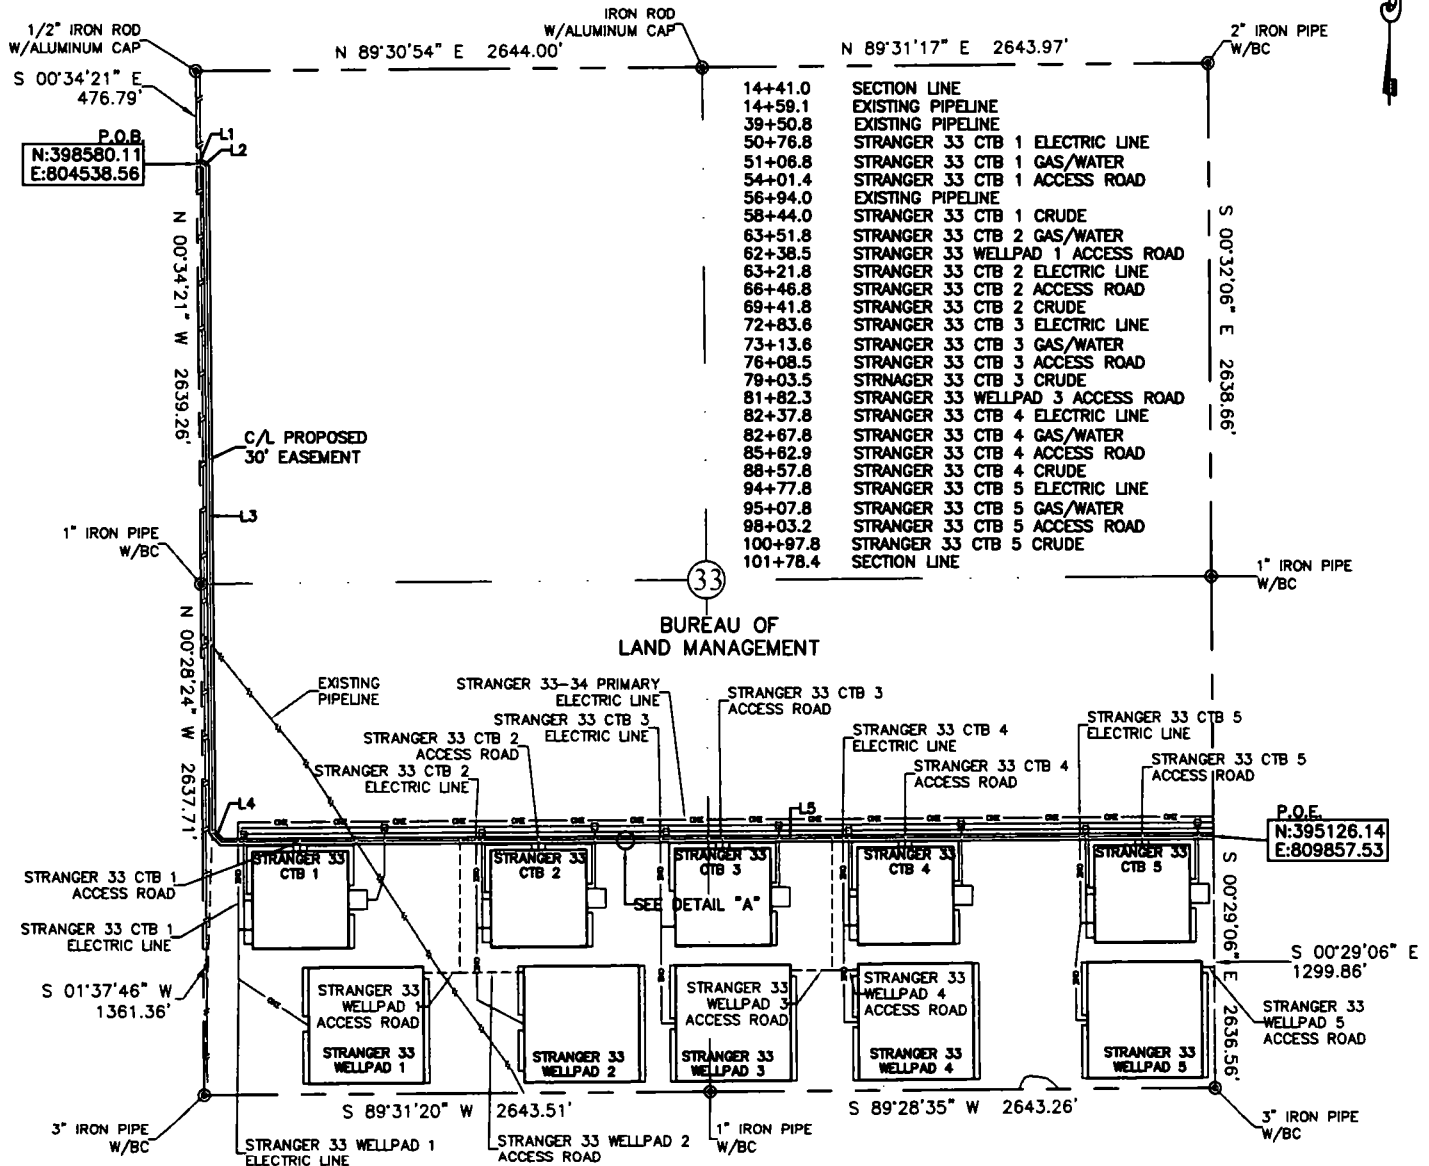 1/2" IRON ROD
W/ALUMINUM CAP
N 89°30'54" E 2644.00'
IRON ROD
W/ALUMINUM CAP
N 89°31'17" E 2643.97'
2" IRON PIPE
W/BC
S 00°34'21" E
476.79'
P.O.B.
N:398580.11
E:804538.56
L1
L2
14+41.0 SECTION LINE
14+59.1 EXISTING PIPELINE
39+50.8 EXISTING PIPELINE
50+76.8 STRANGER 33 CTB 1 ELECTRIC LINE
51+06.8 STRANGER 33 CTB 1 GAS/WATER
54+01.4 STRANGER 33 CTB 1 ACCESS ROAD
56+94.0 EXISTING PIPELINE
58+44.0 STRANGER 33 CTB 1 CRUDE
63+51.8 STRANGER 33 CTB 2 GAS/WATER
62+38.5 STRANGER 33 WELLPAD 1 ACCESS ROAD
63+21.8 STRANGER 33 CTB 2 ELECTRIC LINE
66+46.8 STRANGER 33 CTB 2 ACCESS ROAD
69+41.8 STRANGER 33 CTB 2 CRUDE
72+83.6 STRANGER 33 CTB 3 ELECTRIC LINE
73+13.6 STRANGER 33 CTB 3 GAS/WATER
76+08.5 STRANGER 33 CTB 3 ACCESS ROAD
79+03.5 STRNAGER 33 CTB 3 CRUDE
81+82.3 STRANGER 33 WELLPAD 3 ACCESS ROAD
82+37.8 STRANGER 33 CTB 4 ELECTRIC LINE
82+67.8 STRANGER 33 CTB 4 GAS/WATER
85+62.9 STRANGER 33 CTB 4 ACCESS ROAD
88+57.8 STRANGER 33 CTB 4 CRUDE
94+77.8 STRANGER 33 CTB 5 ELECTRIC LINE
95+07.8 STRANGER 33 CTB 5 GAS/WATER
98+03.2 STRANGER 33 CTB 5 ACCESS ROAD
100+97.8 STRANGER 33 CTB 5 CRUDE
101+78.4 SECTION LINE
N 00°34'21" W 2639.26'
S 00°32'06" E 2638.66'
C/L PROPOSED
30' EASEMENT
L3
1" IRON PIPE
W/BC
33
1" IRON PIPE
W/BC
BUREAU OF
LAND MANAGEMENT
N 00°28'24" W 2637.71'
EXISTING
PIPELINE
STRANGER 33-34 PRIMARY
ELECTRIC LINE
STRANGER 33 CTB 3
ACCESS ROAD
STRANGER 33 CTB 3
ELECTRIC LINE
STRANGER 33 CTB 2
ACCESS ROAD
STRANGER 33 CTB 2
ELECTRIC LINE
STRANGER 33 CTB 4
ELECTRIC LINE
STRANGER 33 CTB 4
ACCESS ROAD
STRANGER 33 CTB 5
ELECTRIC LINE
STRANGER 33 CTB 5
ACCESS ROAD
L4
L5
OHE OHE OHE OHE OHE OHE OHE OHE OHE OHE OHE OHE OHE
P.O.E.
N:395126.14
E:809857.53
STRANGER 33
CTB 1
STRANGER 33
CTB 2
STRANGER 33
CTB 3
STRANGER 33
CTB 4
STRANGER 33
CTB 5
STRANGER 33 CTB 1
ACCESS ROAD
SEE DETAIL "A"
STRANGER 33 CTB 1
ELECTRIC LINE
S 00°29'06" E 2636.56'
S 00°29'06" E
1299.86'
S 01°37'46" W
1361.36'
STRANGER 33
WELLPAD 1
ACCESS ROAD
STRANGER 33
WELLPAD 3
ACCESS ROAD
STRANGER 33
WELLPAD 4
ACCESS ROAD
STRANGER 33
WELLPAD 5
ACCESS ROAD
STRANGER 33
WELLPAD 1
STRANGER 33
WELLPAD 2
STRANGER 33
WELLPAD 3
STRANGER 33
WELLPAD 4
STRANGER 33
WELLPAD 5
S 89°31'20" W 2643.51'
S 89°28'35" W 2643.26'
3" IRON PIPE
W/BC
STRANGER 33 WELLPAD 1
ELECTRIC LINE
STRANGER 33 WELLPAD 2
ACCESS ROAD
1" IRON PIPE
W/BC
3" IRON PIPE
W/BC